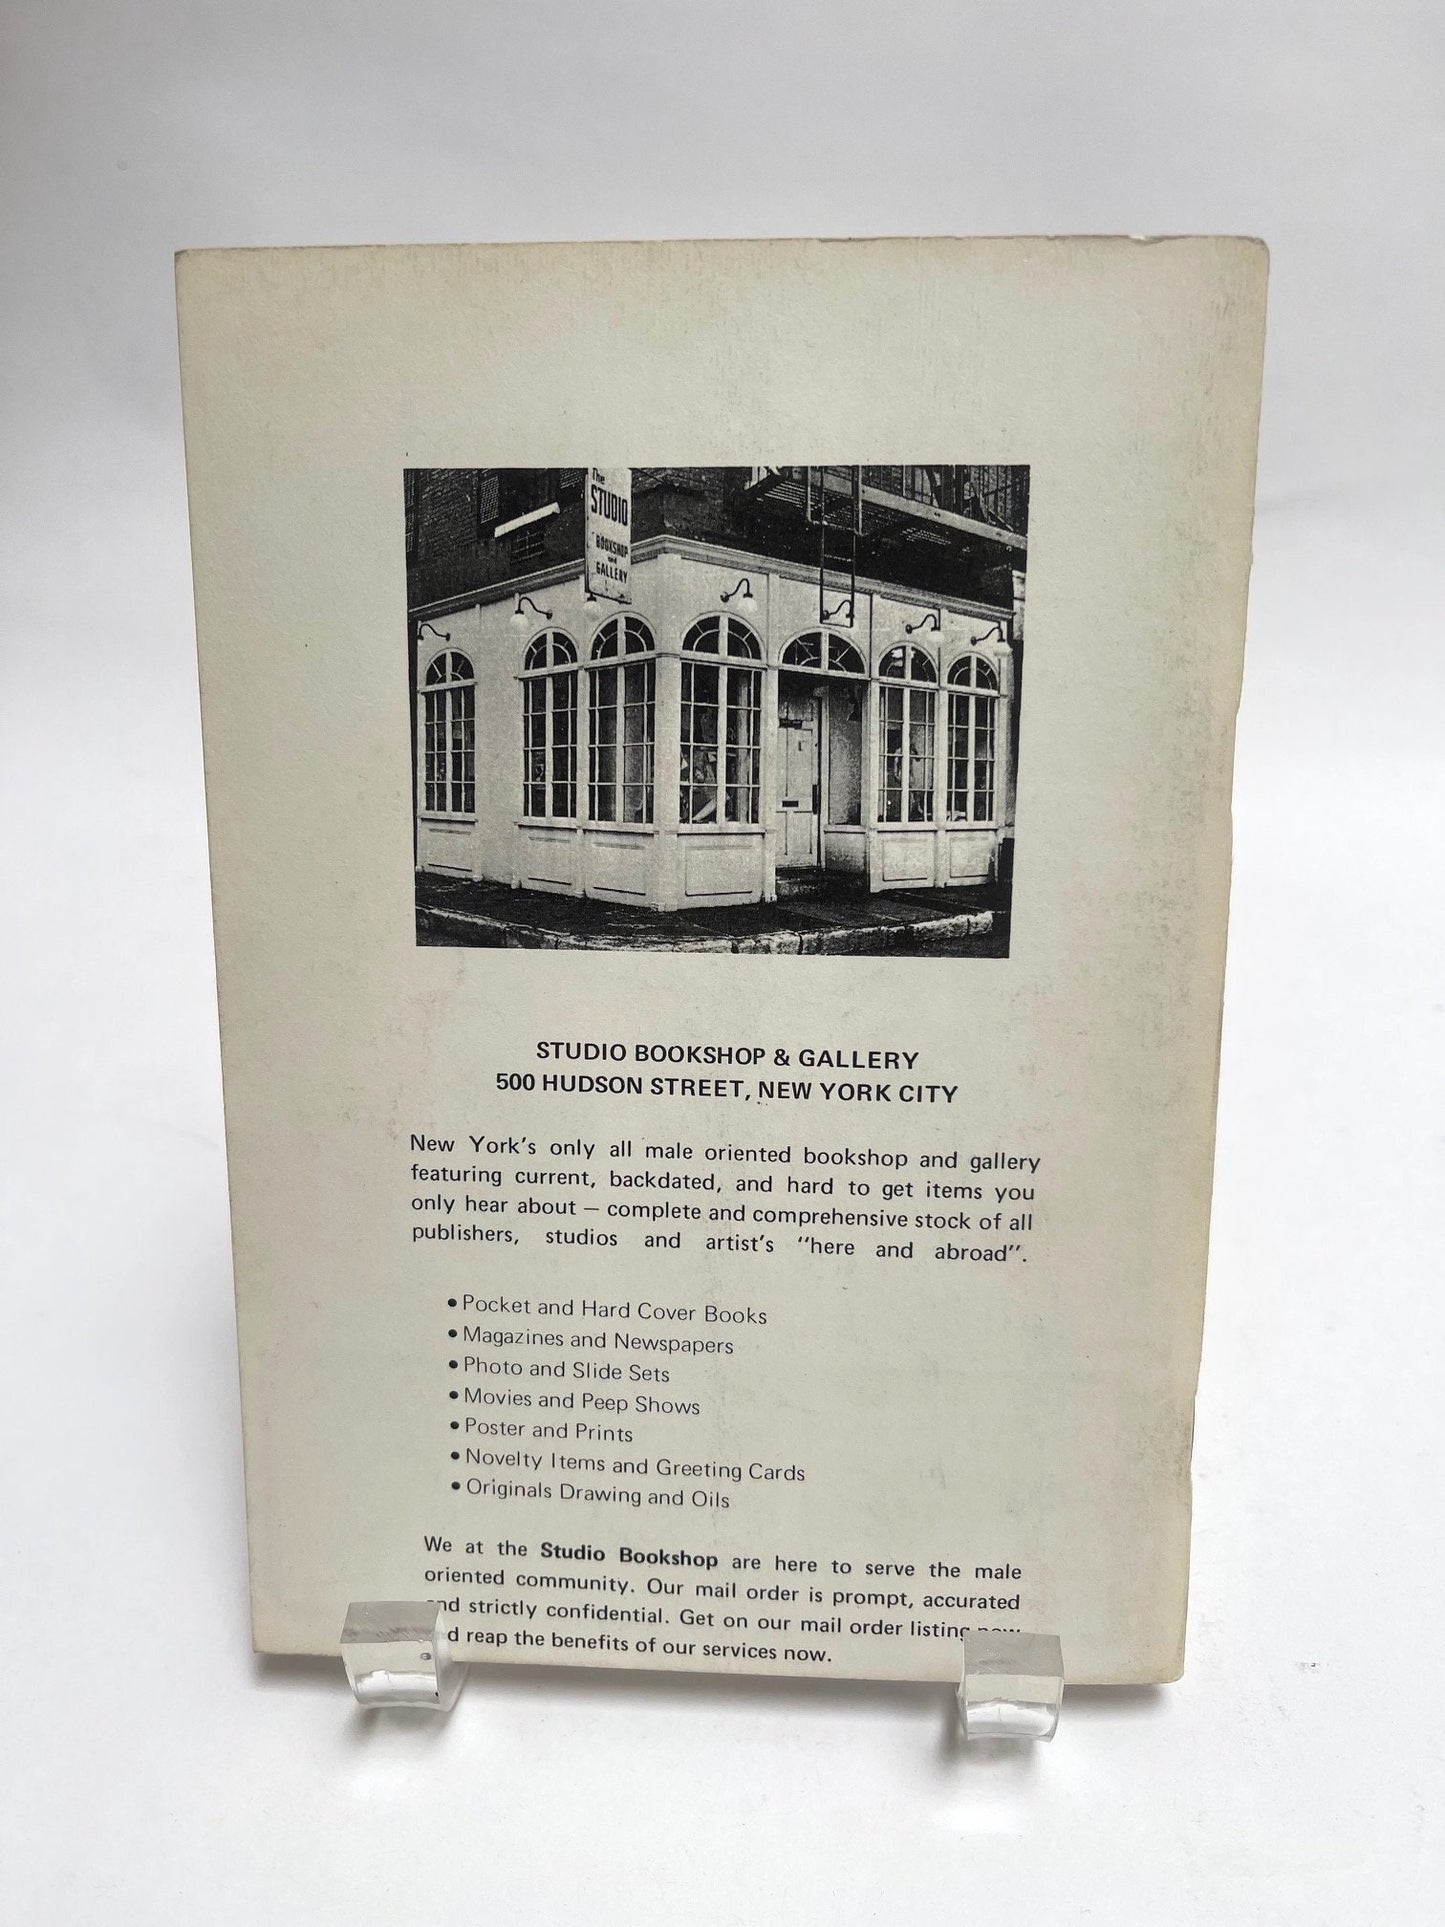 The
STUDIO
BOOKSHOP
and
GALLERY
STUDIO BOOKSHOP & GALLERY
500 HUDSON STREET, NEW YORK CITY
New York's only all male oriented bookshop and gallery
featuring current, backdated, and hard to get items you
only hear about — complete and comprehensive stock of all
publishers, studios and artist's "here and abroad".
• Pocket and Hard Cover Books
• Magazines and Newspapers
• Photo and Slide Sets
• Movies and Peep Shows
• Poster and Prints
• Novelty Items and Greeting Cards
• Originals Drawing and Oils
We at the Studio Bookshop are here to serve the male
oriented community. Our mail order is prompt, accurated
and strictly confidential. Get on our mail order listing now
and reap the benefits of our services now.